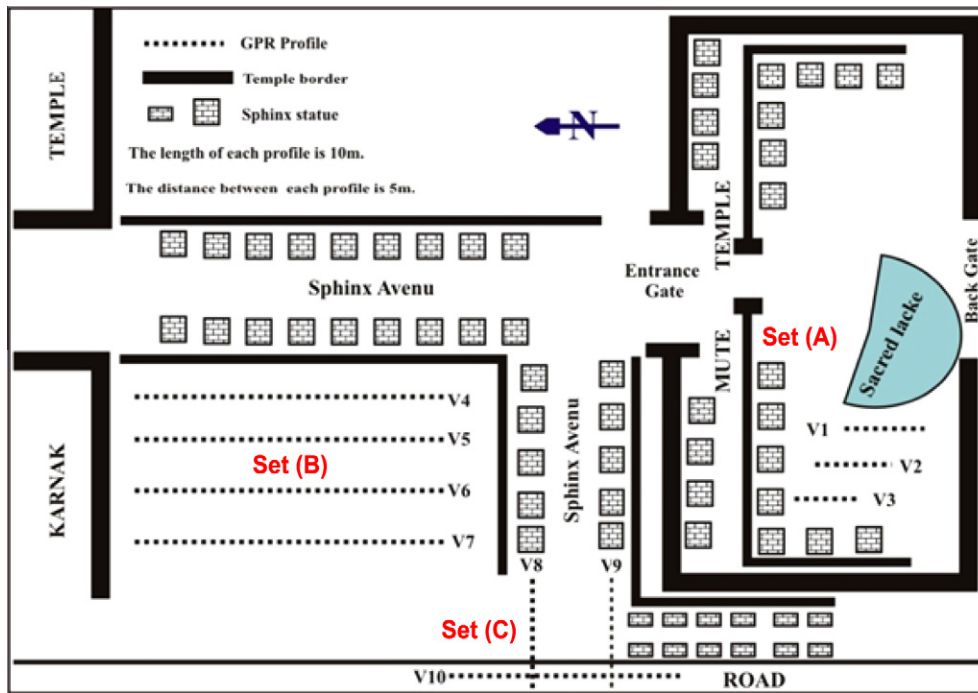 GPR Profile
Temple border
Sphinx statue
The length of each profile is 10m.
The distance between each profile is 5m.
TEMPLE
N
TEMPLE
Entrance
Gate
Sphinx Avenu
Set (A)
Sacred lacke
Back Gate
MUTE
KARNAK
V4
V5
Set (B)
V6
V7
Sphinx Avenu
V1
V2
V3
V8
V9
Set (C)
V10
ROAD